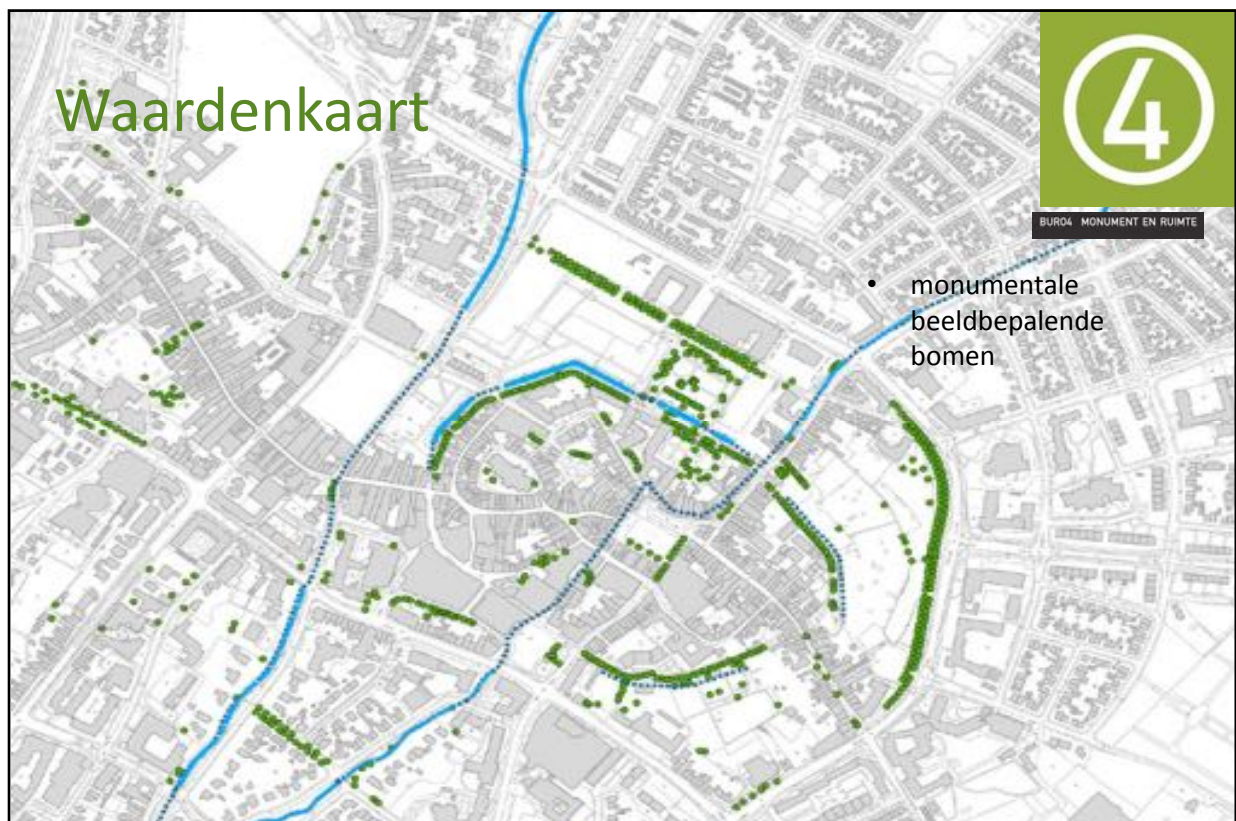 Waardenkaart
4
BURO4 MONUMENT EN RUIMTE
• monumentale
beeldbepalende
bomen